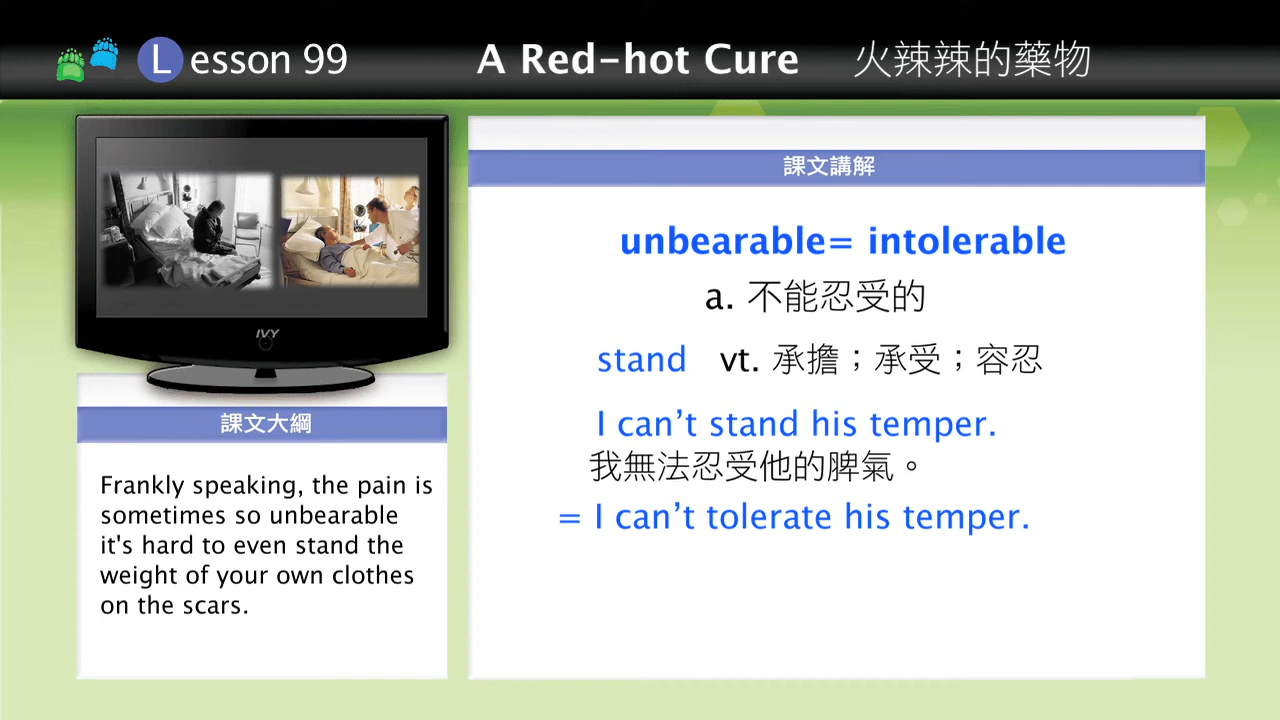 Lesson 99
A Red-hot Cure 火辣辣的藥物
IVY
課文大綱
Frankly speaking, the pain is
sometimes so unbearable
it's hard to even stand the
weight of your own clothes
on the scars.
課文講解
unbearable= intolerable
a. 不能忍受的
stand vt. 承擔；承受；容忍
I can’t stand his temper.
我無法忍受他的脾氣。
= I can’t tolerate his temper.